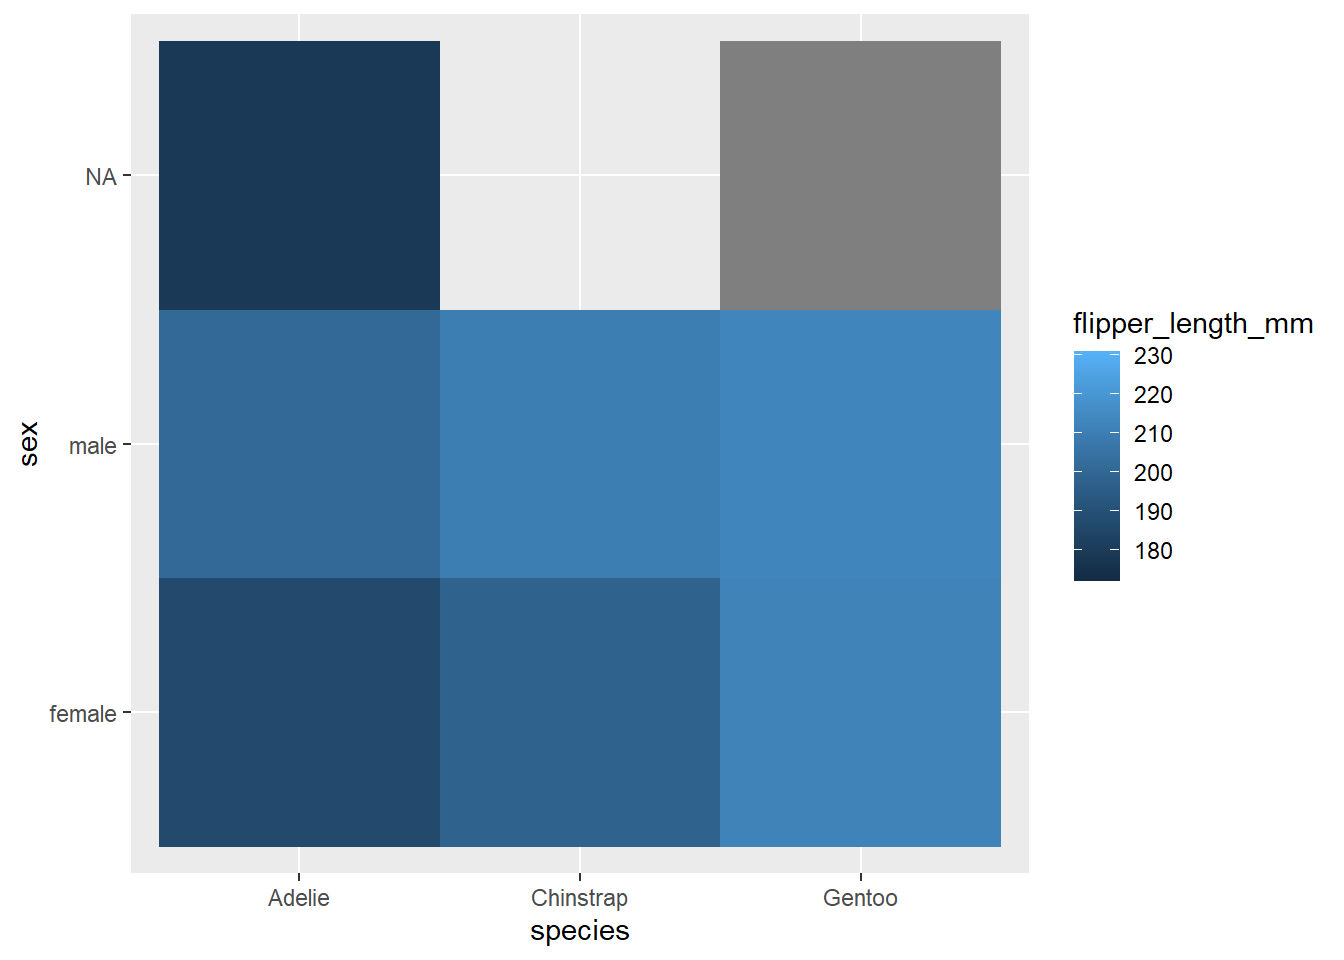 NA
male
female
sex
Adelie
Chinstrap
Gentoo
species
flipper_length_mm
230
220
210
200
190
180